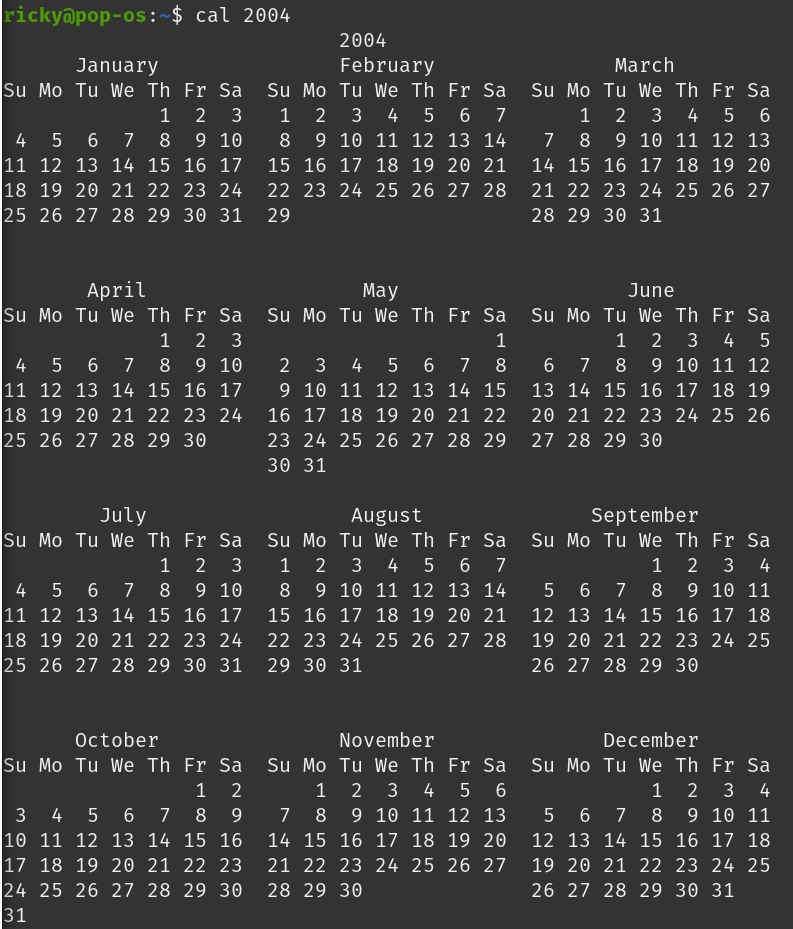 ricky@pop-os:~$ cal 2004
                            2004
      January               February               March
Su Mo Tu We Th Fr Sa  Su Mo Tu We Th Fr Sa  Su Mo Tu We Th Fr Sa
             1  2  3   1  2  3  4  5  6  7      1  2  3  4  5  6
 4  5  6  7  8  9 10   8  9 10 11 12 13 14   7  8  9 10 11 12 13
11 12 13 14 15 16 17  15 16 17 18 19 20 21  14 15 16 17 18 19 20
18 19 20 21 22 23 24  22 23 24 25 26 27 28  21 22 23 24 25 26 27
25 26 27 28 29 30 31  29                    28 29 30 31

       April                  May                   June
Su Mo Tu We Th Fr Sa  Su Mo Tu We Th Fr Sa  Su Mo Tu We Th Fr Sa
             1  2  3                     1         1  2  3  4  5
 4  5  6  7  8  9 10   2  3  4  5  6  7  8   6  7  8  9 10 11 12
11 12 13 14 15 16 17   9 10 11 12 13 14 15  13 14 15 16 17 18 19
18 19 20 21 22 23 24  16 17 18 19 20 21 22  20 21 22 23 24 25 26
25 26 27 28 29 30     23 24 25 26 27 28 29  27 28 29 30
                      30 31

        July                 August              September
Su Mo Tu We Th Fr Sa  Su Mo Tu We Th Fr Sa  Su Mo Tu We Th Fr Sa
             1  2  3   1  2  3  4  5  6  7            1  2  3  4
 4  5  6  7  8  9 10   8  9 10 11 12 13 14   5  6  7  8  9 10 11
11 12 13 14 15 16 17  15 16 17 18 19 20 21  12 13 14 15 16 17 18
18 19 20 21 22 23 24  22 23 24 25 26 27 28  19 20 21 22 23 24 25
25 26 27 28 29 30 31  29 30 31              26 27 28 29 30

      October               November              December
Su Mo Tu We Th Fr Sa  Su Mo Tu We Th Fr Sa  Su Mo Tu We Th Fr Sa
                1  2      1  2  3  4  5  6            1  2  3  4
 3  4  5  6  7  8  9   7  8  9 10 11 12 13   5  6  7  8  9 10 11
10 11 12 13 14 15 16  14 15 16 17 18 19 20  12 13 14 15 16 17 18
17 18 19 20 21 22 23  21 22 23 24 25 26 27  19 20 21 22 23 24 25
24 25 26 27 28 29 30  28 29 30              26 27 28 29 30 31
31